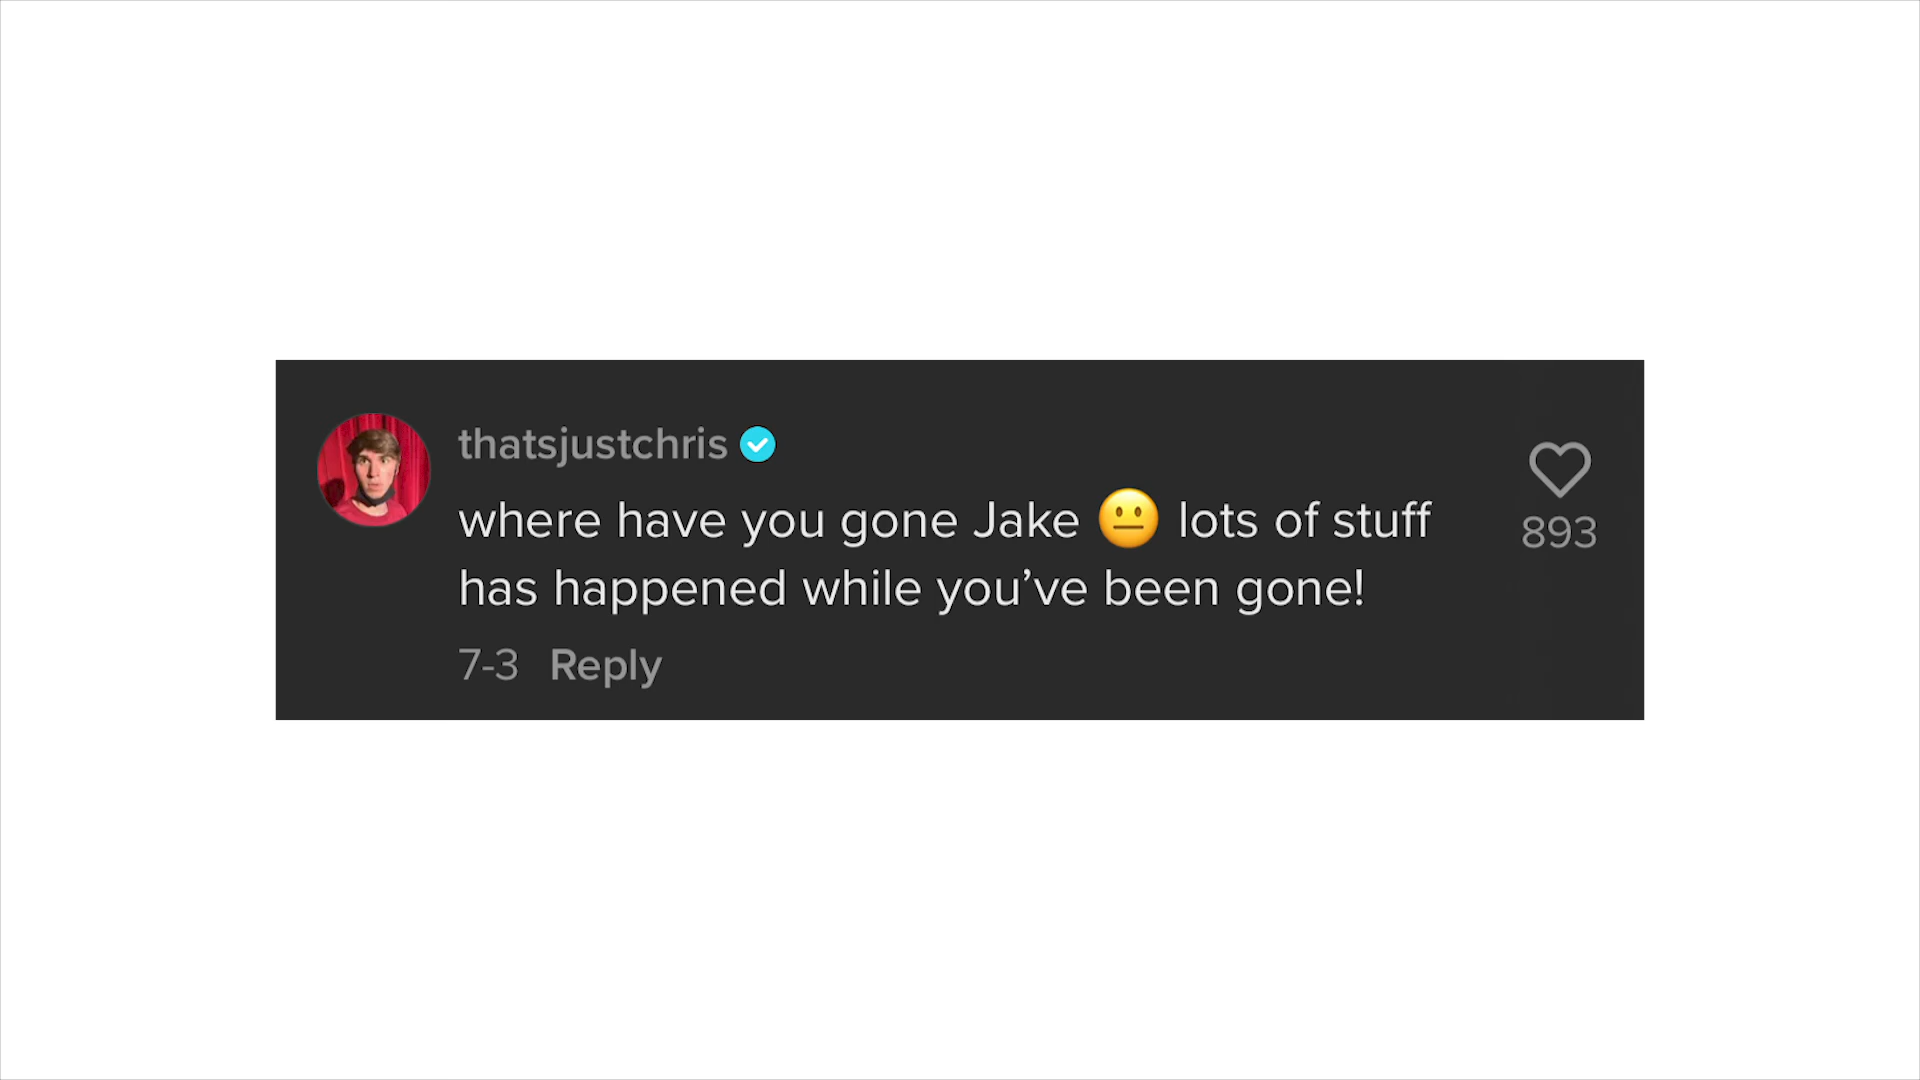 thatsjustchris
where have you gone Jake 😐 lots of stuff
has happened while you’ve been gone!
7-3 Reply
893